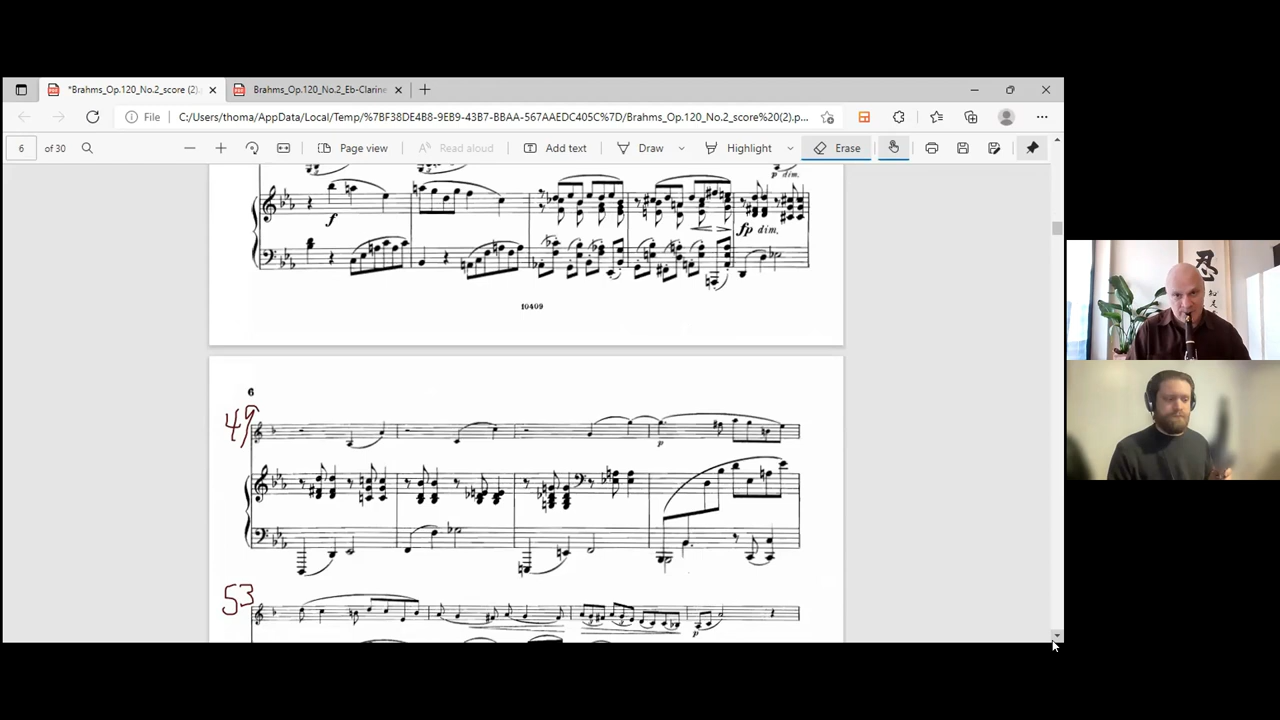 *Brahms_Op.120_No.2_score (2).p
Brahms_Op.120_No.2_Eb-Clarine
File C:/Users/thoma/AppData/Local/Temp/%7BF38DE4B8-9EB9-43B7-BBAA-567AAEDC405C%7D/Brahms_Op.120_No.2_score%20(2).p...
6 of 30 Page view Read aloud Add text Draw Highlight Erase
p dim.
f
fp dim.
10409
6
49
p
53
p
忍